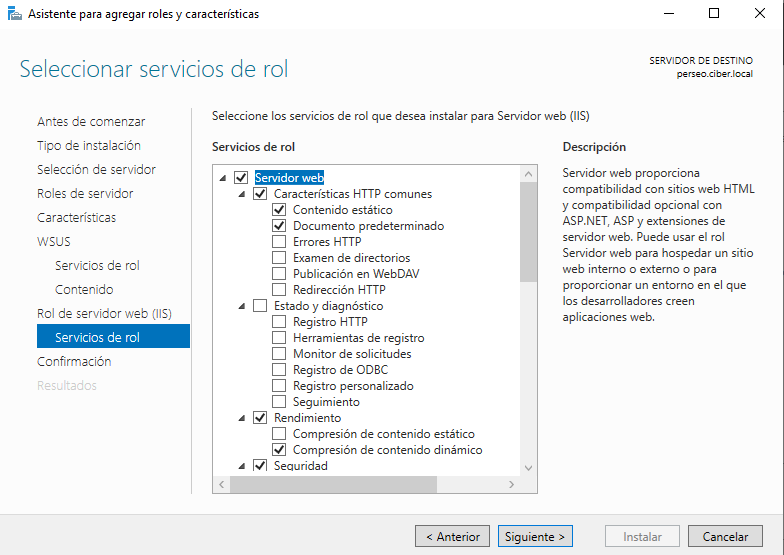 Asistente para agregar roles y características
Seleccionar servicios de rol
SERVIDOR DE DESTINO
perseo.ciber.local
Antes de comenzar
Tipo de instalación
Selección de servidor
Roles de servidor
Características
WSUS
Servicios de rol
Contenido
Rol de servidor web (IIS)
Servicios de rol
Confirmación
Resultados
Seleccione los servicios de rol que desea instalar para Servidor web (IIS)
Servicios de rol
Servidor web
Características HTTP comunes
Contenido estático
Documento predeterminado
Errores HTTP
Examen de directorios
Publicación en WebDAV
Redirección HTTP
Estado y diagnóstico
Registro HTTP
Herramientas de registro
Monitor de solicitudes
Registro de ODBC
Registro personalizado
Seguimiento
Rendimiento
Compresión de contenido estático
Compresión de contenido dinámico
Seguridad
Descripción
Servidor web proporciona
compatibilidad con sitios web HTML
y compatibilidad opcional con
ASP.NET, ASP y extensiones de
servidor web. Puede usar el rol
Servidor web para hospedar un sitio
web interno o externo o para
proporcionar un entorno en el que
los desarrolladores creen
aplicaciones web.
< Anterior
Siguiente >
Instalar
Cancelar